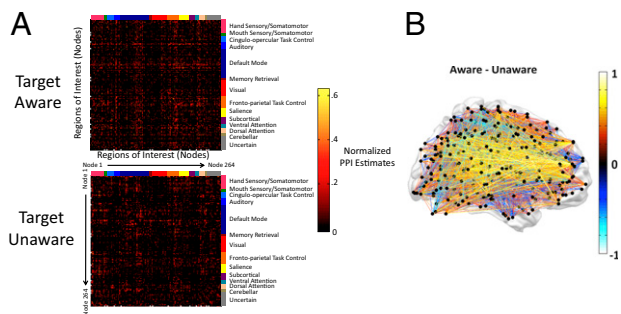 A
Target
Aware
Regions of Interest (Nodes)
Hand Sensory/Somatomotor
Mouth Sensory/Somatomotor
Cingulo-opercular Task Control
Auditory
Default Mode
Memory Retrieval
Visual
Fronto-parietal Task Control
Salience
Subcortical
Ventral Attention
Dorsal Attention
Cerebellar
Uncertain
Regions of Interest (Nodes)
Node 1
Node 264
Target
Unaware
Node 1
Node 264
Hand Sensory/Somatomotor
Mouth Sensory/Somatomotor
Cingulo-opercular Task Control
Auditory
Default Mode
Memory Retrieval
Visual
Fronto-parietal Task Control
Salience
Subcortical
Ventral Attention
Dorsal Attention
Cerebellar
Uncertain
.6
.4
.2
0
Normalized
PPI Estimates
B
Aware - Unaware
1
0
-1